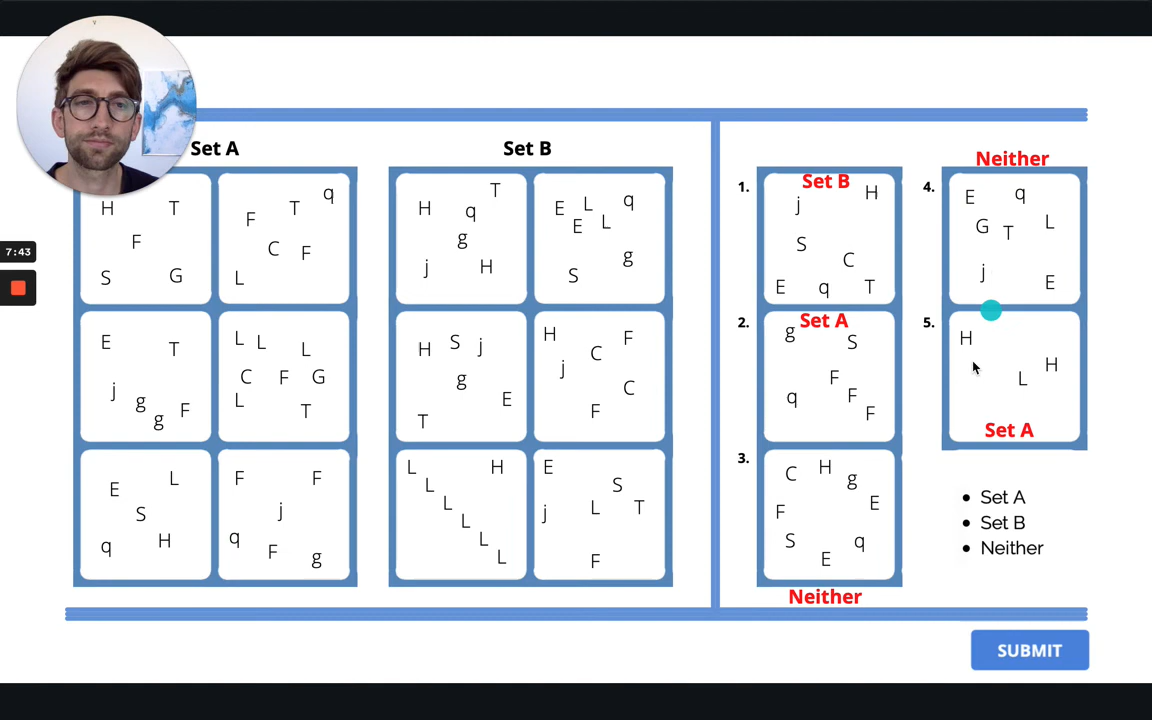 7:43
Set A
H T
F
S G
q
T
F
C F
L
E T
j
g
g F
L L L
C F G
L
T
L
E
S
q H
F F
j
q F g
Set B
T
H q
g
j H
E L q
E L
g
S
H S j
g
E
T
H F
C
j
C
F
L H
L
L
L
L
L
E S
j L T
F
1.
Set B
H
j
S
C
E q T
2.
Set A
g S
F
q F
F
3.
C H g
E
F
S q
E
Neither
Neither
4.
E q
G T L
j
E
5.
H
H
L
Set A
• Set A
• Set B
• Neither
SUBMIT